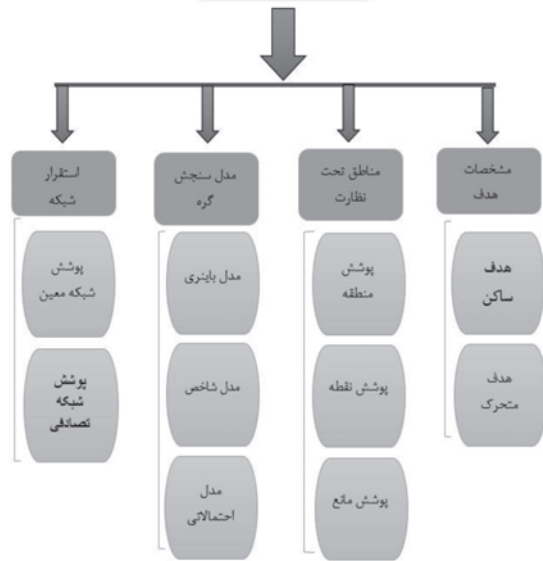 مشخصات
هدف
هدف
ساکن
هدف
متحرک
مناطق تحت
نظارت
پوشش
منطقه
پوشش نقطه
پوشش مانع
مدل سنجش
گره
مدل باینری
مدل شاخص
مدل
احتمالاتی
استقرار
شبکه
پوشش
شبکه معین
پوشش
شبکه
تصادفی